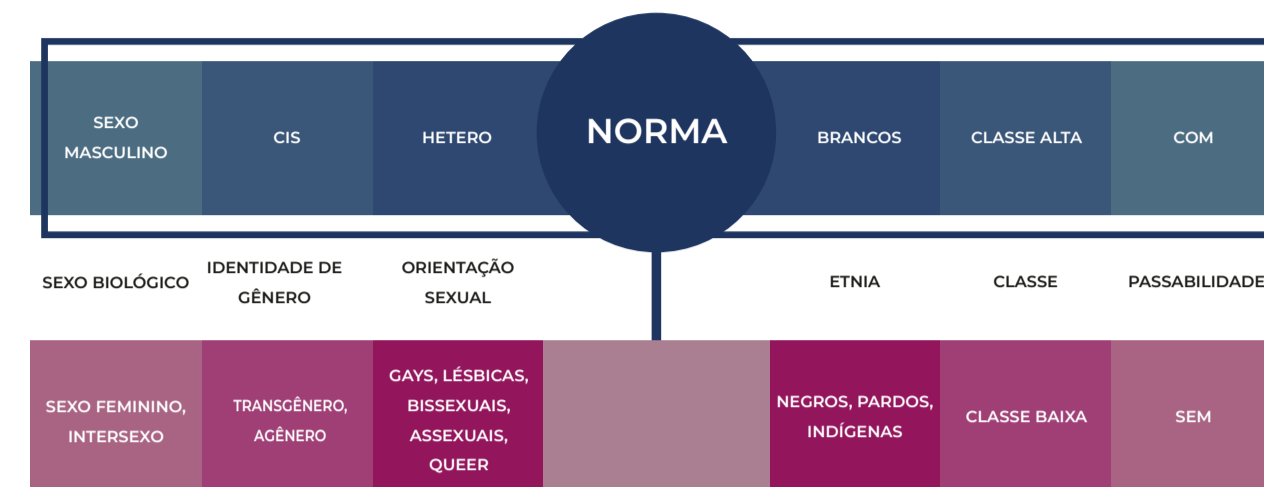 SEXO
MASCULINO
CIS
HETERO
NORMA
BRANCOS
CLASSE ALTA
COM
SEXO BIOLÓGICO
IDENTIDADE DE
GÊNERO
ORIENTAÇÃO
SEXUAL
ETNIA
CLASSE
PASSABILIDADE
SEXO FEMININO,
INTERSEXO
TRANSGÊNERO,
AGÊNERO
GAYS, LÉSBICAS,
BISSEXUAIS,
ASSEXUAIS,
QUEER
NEGROS, PARDOS,
INDÍGENAS
CLASSE BAIXA
SEM